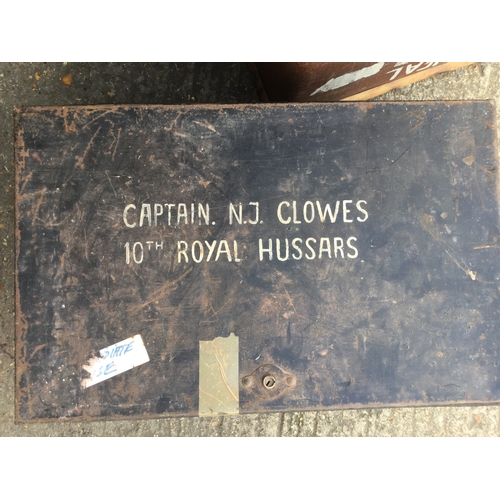 CAPTAIN. N.J. CLOWES
10TH ROYAL HUSSARS